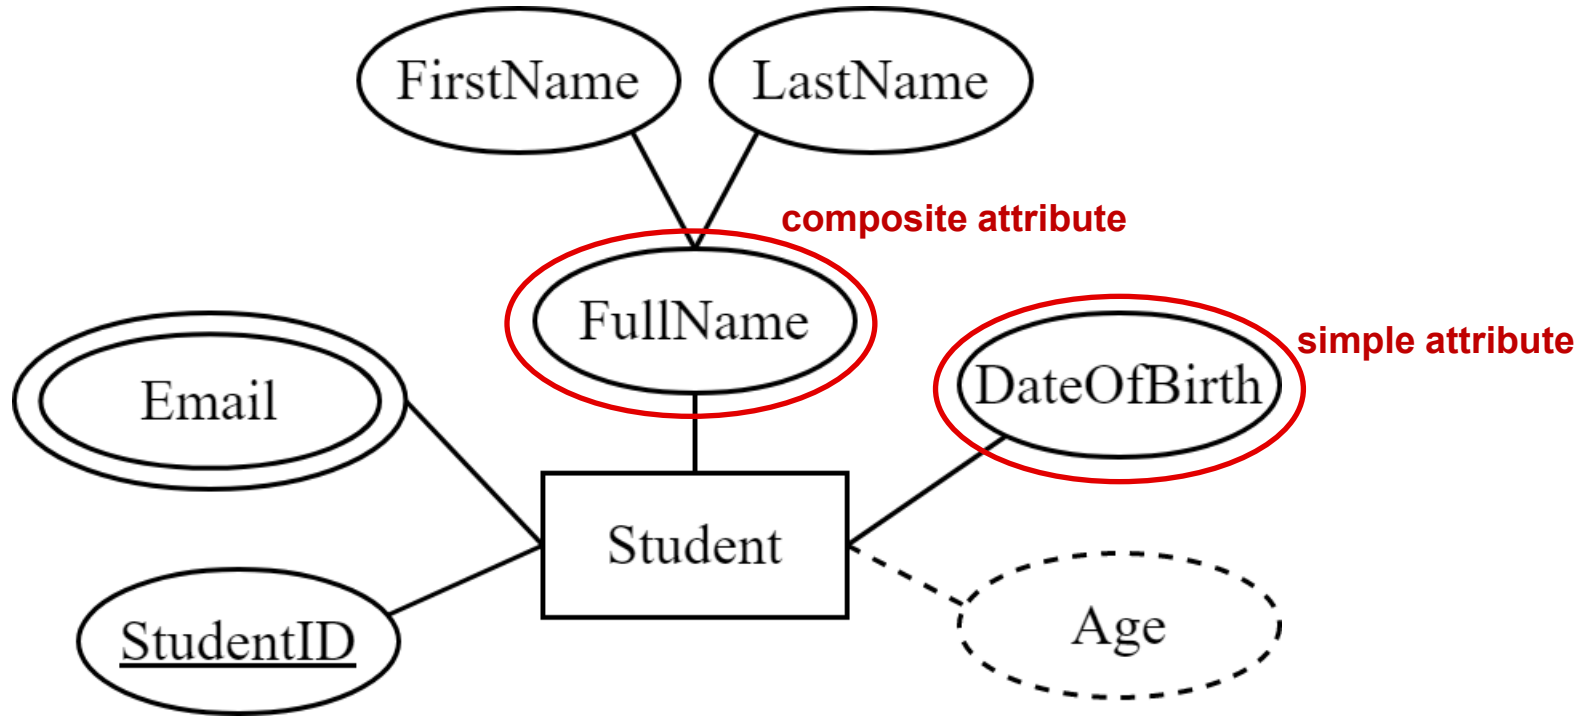 FirstName
LastName
composite attribute
FullName
simple attribute
DateOfBirth
Email
Student
Age
StudentID